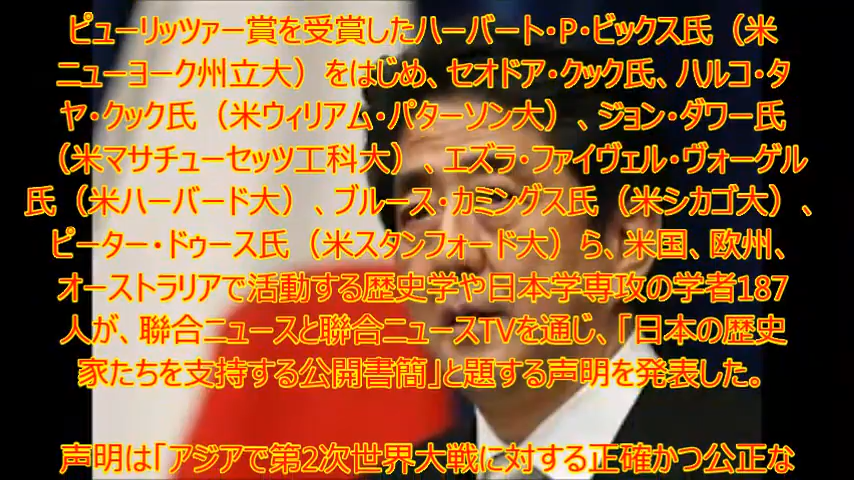 ピューリッツァー賞を受賞したハーバート・P・ビックス氏（米
ニューヨーク州立大）をはじめ、セオドア・クック氏、ハルコ・タ
ヤ・クック氏（米ウィリアム・パターソン大）、ジョン・ダワー氏
（米マサチューセッツ工科大）、エズラ・ファイヴェル・ヴォーゲル
氏（米ハーバード大）、ブルース・カミングス氏（米シカゴ大）、
ピーター・ドゥース氏（米スタンフォード大）ら、米国、欧州、
オーストラリアで活動する歴史学や日本学専攻の学者187
人が、聯合ニュースと聯合ニュースTVを通じ、「日本の歴史
家たちを支持する公開書簡」と題する声明を発表した。
声明は「アジアで第2次世界大戦に対する正確かつ公正な